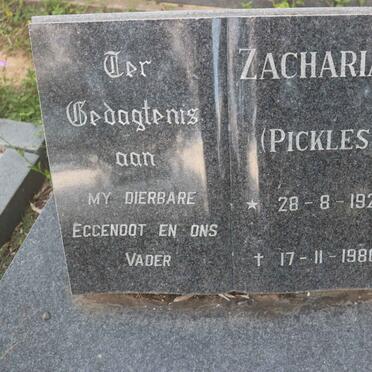 Ter
Gedagtenis
aan
MY DIERBARE
EGGENOOT EN ONS
VADER
ZACHARIA
(PICKLES
* 28-8-192
† 17-11-198